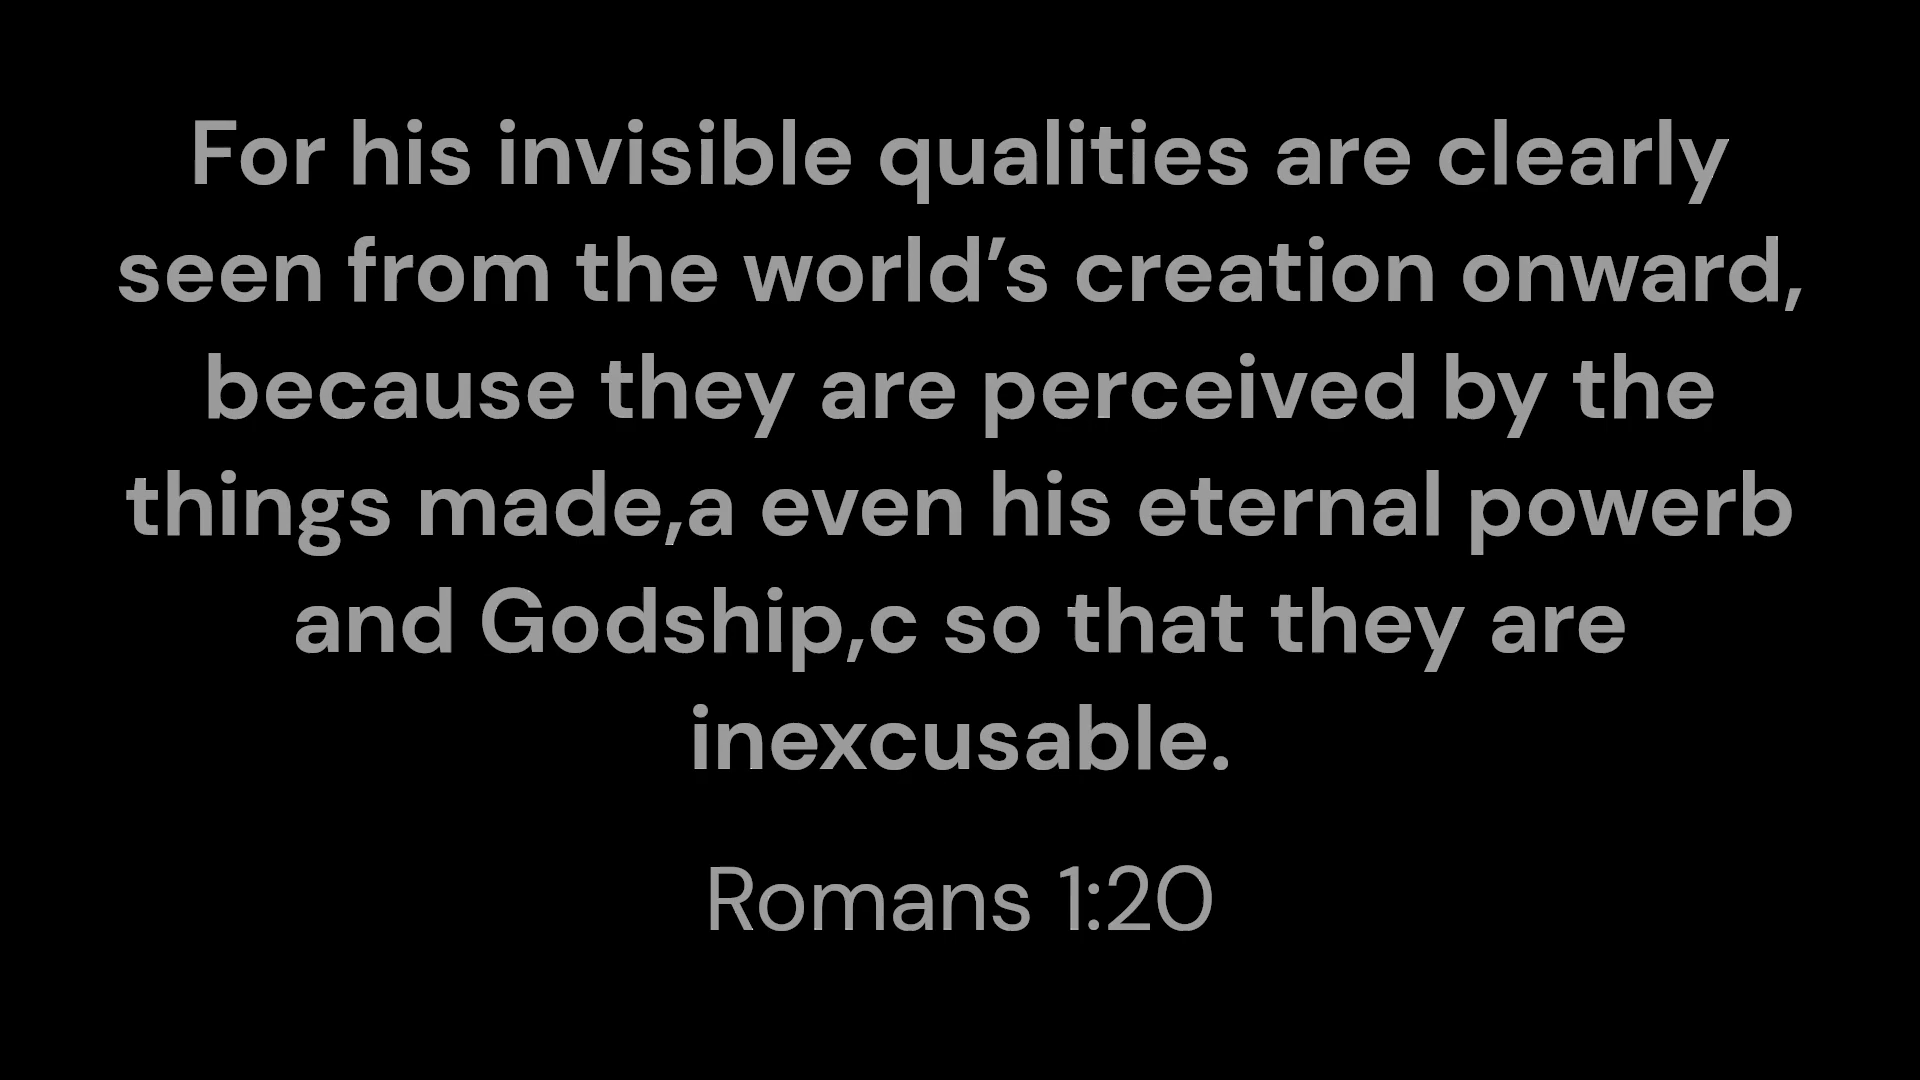 For his invisible qualities are clearly
seen from the world’s creation onward,
because they are perceived by the
things made,a even his eternal powerb
and Godship,c so that they are
inexcusable.
Romans 1:20